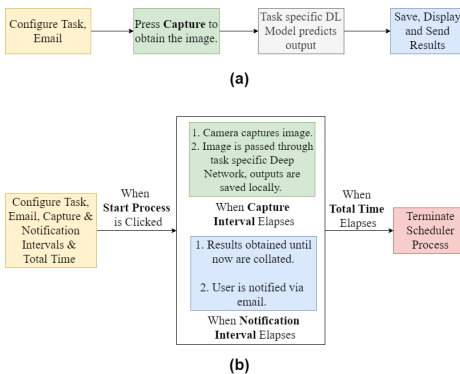 Configure Task,
Email
Press Capture to
obtain the image.
Task specific DL
Model predicts
output
Save, Display
and Send
Results
(a)
Configure Task,
Email, Capture &
Notification
Intervals &
Total Time
When
Start Process
is Clicked
1. Camera captures image.
2. Image is passed through
task specific Deep
Network, outputs are
saved locally.
When Capture
Interval Elapses
1. Results obtained until
now are collated.
2. User is notified via
email.
When Notification
Interval Elapses
When
Total Time
Elapses
Terminate
Scheduler
Process
(b)